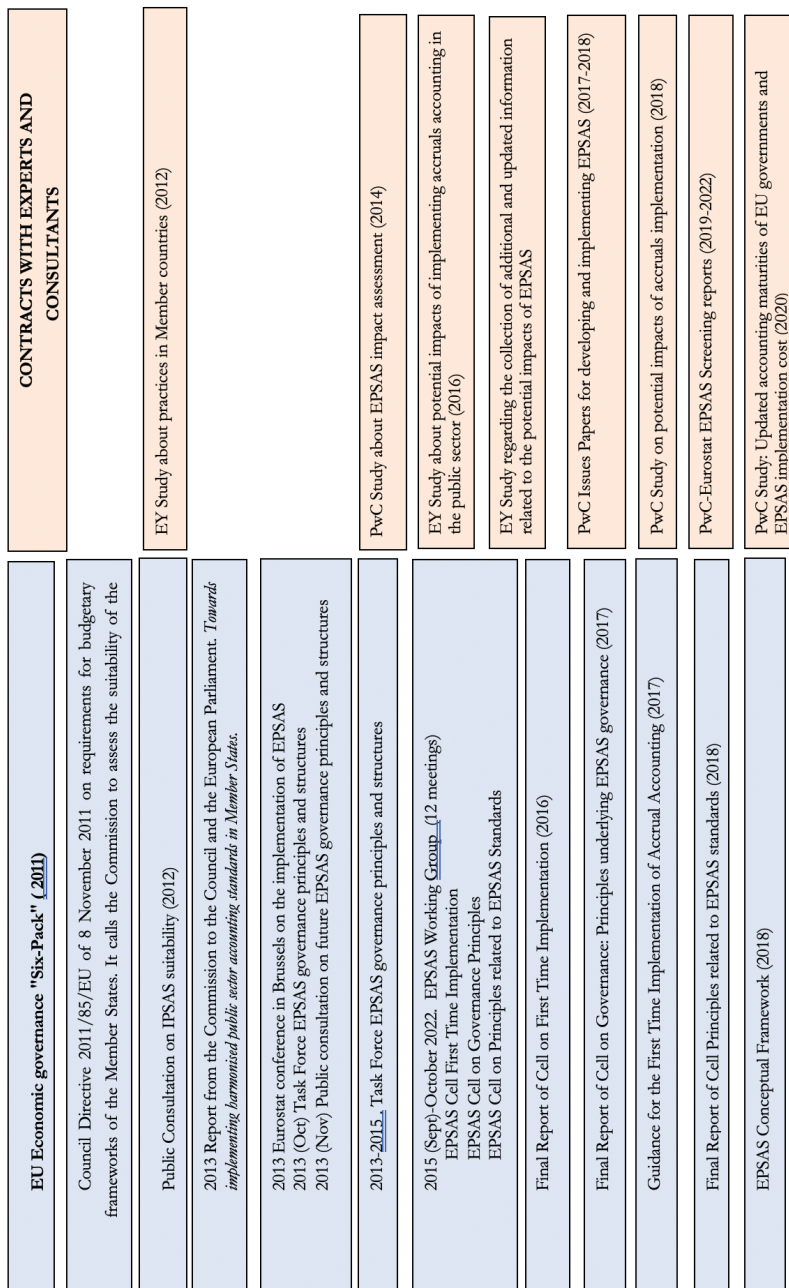 EU Economic governance "Six-Pack" ( 2011)
CONTRACTS WITH EXPERTS AND
CONSULTANTS
Council Directive 2011/85/EU of 8 November 2011 on requirements for budgetary
frameworks of the Member States. It calls the Commission to assess the suitability of the
Public Consultation on IPSAS suitability (2012)
EY Study about practices in Member countries (2012)
2013 Report from the Commission to the Council and the European Parliament. Towards
implementing harmonised public sector accounting standards in Member States.
2013 Eurostat conference in Brussels on the implementation of EPSAS
2013 (Oct) Task Force EPSAS governance principles and structures
2013 (Nov) Public consultation on future EPSAS governance principles and structures
2013-2015 . Task Force EPSAS governance principles and structures
PwC Study about EPSAS impact assessment (2014)
2015 (Sept)-October 2022. EPSAS Working Group (12 meetings)
EPSAS Cell First Time Implementation
EPSAS Cell on Governance Principles
EPSAS Cell on Principles related to EPSAS Standards
EY Study about potential impacts of implementing accruals accounting in
the public sector (2016)
EY Study regarding the collection of additional and updated information
related to the potential impacts of EPSAS
Final Report of Cell on First Time Implementation (2016)
Final Report of Cell on Governance: Principles underlying EPSAS governance (2017)
PwC Issues Papers for developing and implementing EPSAS (2017-2018)
Guidance for the First Time Implementation of Accrual Accounting (2017)
PwC Study on potential impacts of accruals implementation (2018)
Final Report of Cell Principles related to EPSAS standards (2018)
PwC-Eurostat EPSAS Screening reports (2019-2022)
EPSAS Conceptual Framework (2018)
PwC Study: Updated accounting maturities of EU governments and
EPSAS implementation cost (2020)